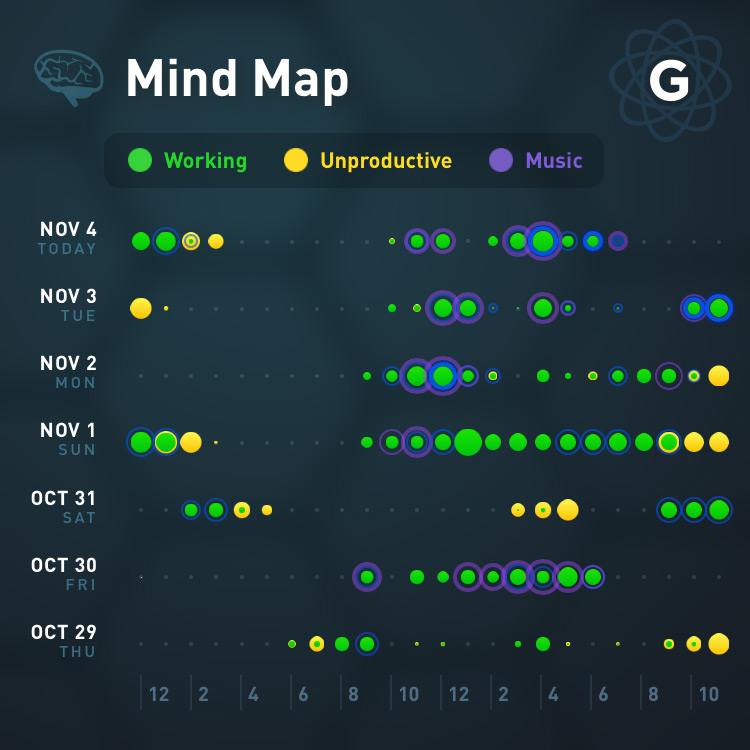 Mind Map
G
Working Unproductive Music
NOV 4
TODAY
NOV 3
TUE
NOV 2
MON
NOV 1
SUN
OCT 31
SAT
OCT 30
FRI
OCT 29
THU
12 2 4 6 8 10 12 2 4 6 8 10